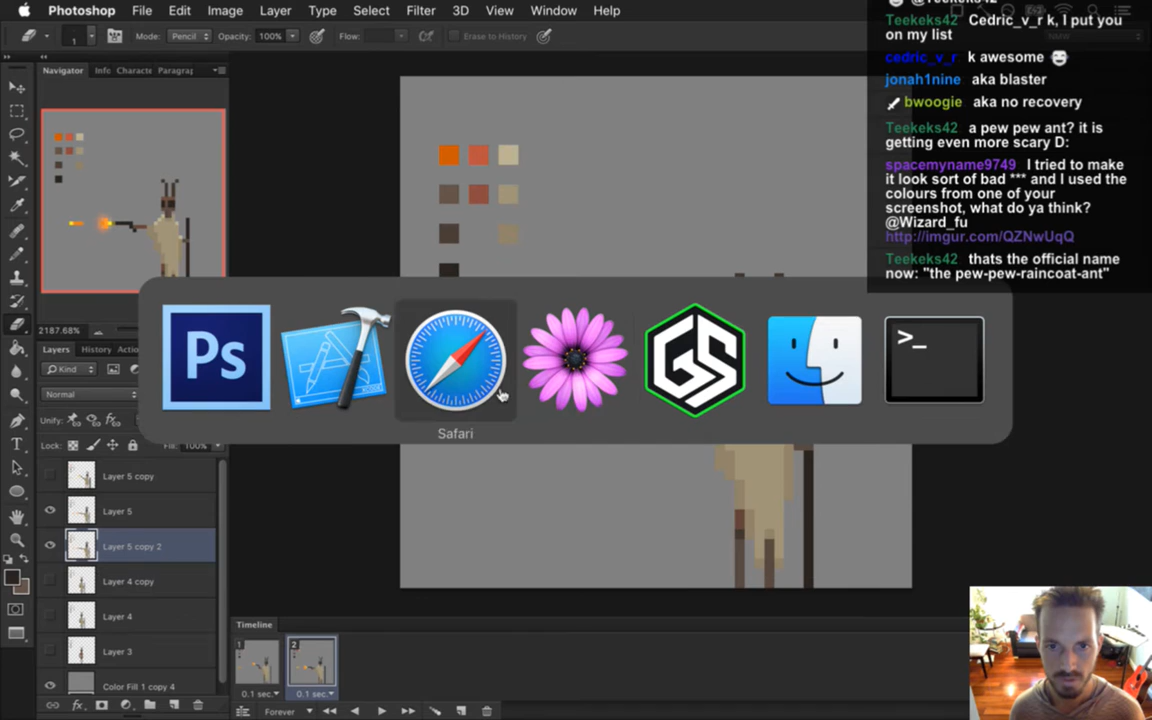 Photoshop File Edit Image Layer Type Select Filter 3D View Window Help
1 Mode: Pencil Opacity: 100% Flow: Erase to History
Navigator Info Characte Paragraph
2187.68%
Layers History Actio
Kind
Normal
Unify:
Lock: Fill: 100%
Layer 5 copy
Layer 5
Layer 5 copy 2
Layer 4 copy
Layer 4
Layer 3
Color Fill 1 copy 4
fx
Ps
GS
>_
Safari
Timeline
1 2
0.1 sec. 0.1 sec.
Forever
@Teekeks42
Teekeks42 Cedric_v_r k, I put you
on my list
cedric_v_r k awesome
jonah1nine aka blaster
bwoogie aka no recovery
Teekeks42 a pew pew ant? it is
getting even more scary D:
spacemyname9749 I tried to make
it look sort of bad *** and I used the
colours from one of your
screenshot, what do ya think?
@Wizard_fu
http://imgur.com/QZNwUqQ
Teekeks42 thats the official name
now: "the pew-pew-raincoat-ant"